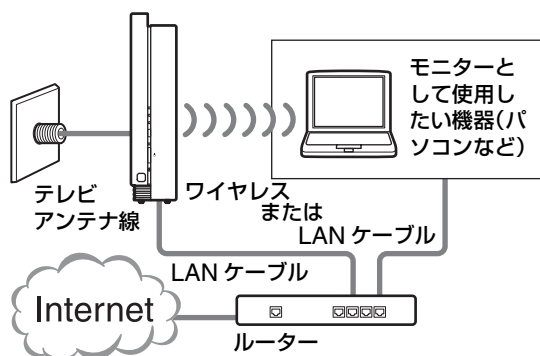 モニターと
して使用し
たい機器（パ
ソコンなど）
テレビ
アンテナ線
ワイヤレス
または
LAN ケーブル
LAN ケーブル
Internet
ルーター